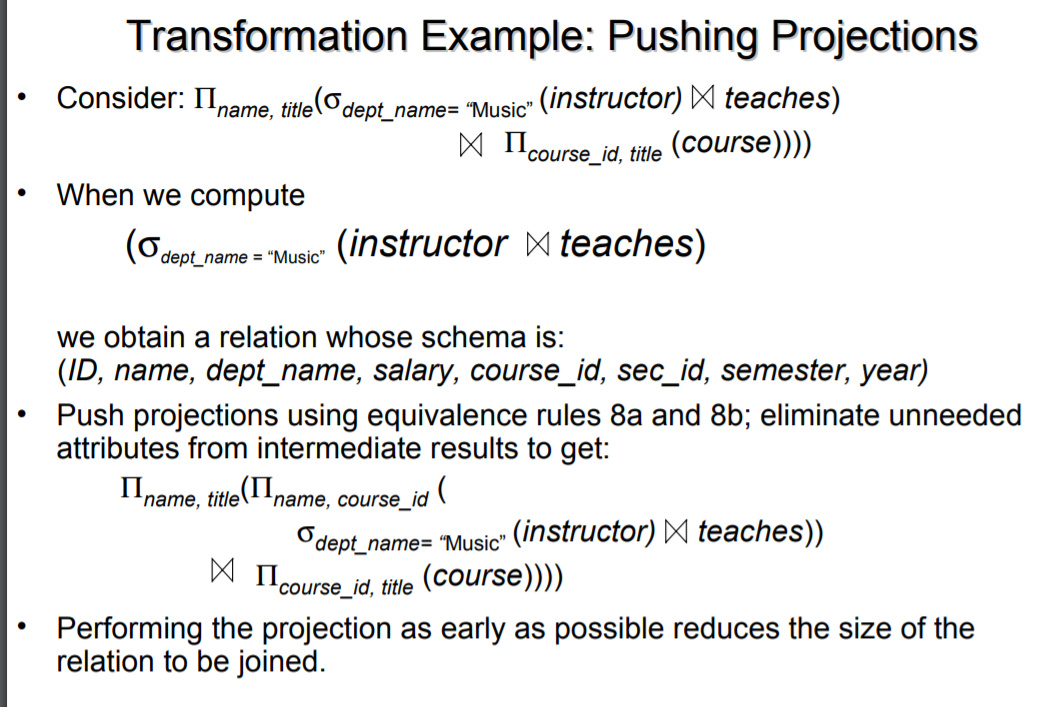 Transformation Example: Pushing Projections
• Consider: Πname, title(σdept_name= “Music” (instructor) ⨝ teaches)
⨝ Πcourse_id, title (course))))
• When we compute
(σdept_name = “Music” (instructor ⨝ teaches)
we obtain a relation whose schema is:
(ID, name, dept_name, salary, course_id, sec_id, semester, year)
• Push projections using equivalence rules 8a and 8b; eliminate unneeded
attributes from intermediate results to get:
Πname, title(Πname, course_id (
σdept_name= “Music” (instructor) ⨝ teaches))
⨝ Πcourse_id, title (course))))
• Performing the projection as early as possible reduces the size of the
relation to be joined.